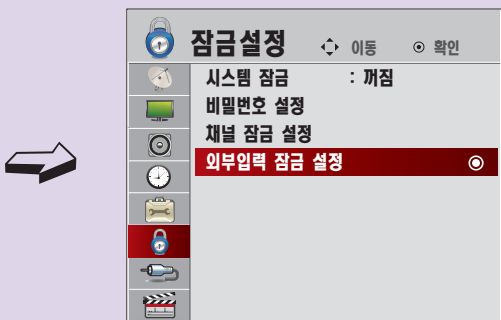 잠금설정 이동 확인
시스템 잠금 : 꺼짐
비밀번호 설정
채널 잠금 설정
외부입력 잠금 설정